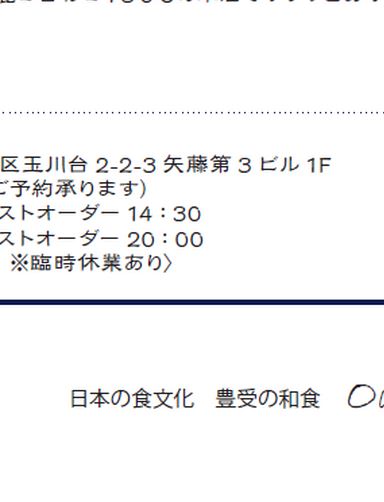 区玉川台 2-2-3 矢藤第 3 ビル 1F
ご予約承ります)
ストオーダー 14：30
ストオーダー 20：00
※臨時休業あり〉
日本の食文化　豊受の和食